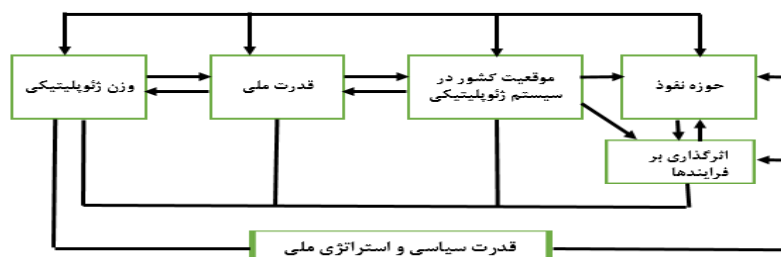 حوزه نفوذ
موقعیت کشور در
سیستم ژئوپلیتیکی
قدرت ملی
وزن ژئوپلیتیکی
اثرگذاری بر
فرایندها
قدرت سیاسی و استراتژی ملی